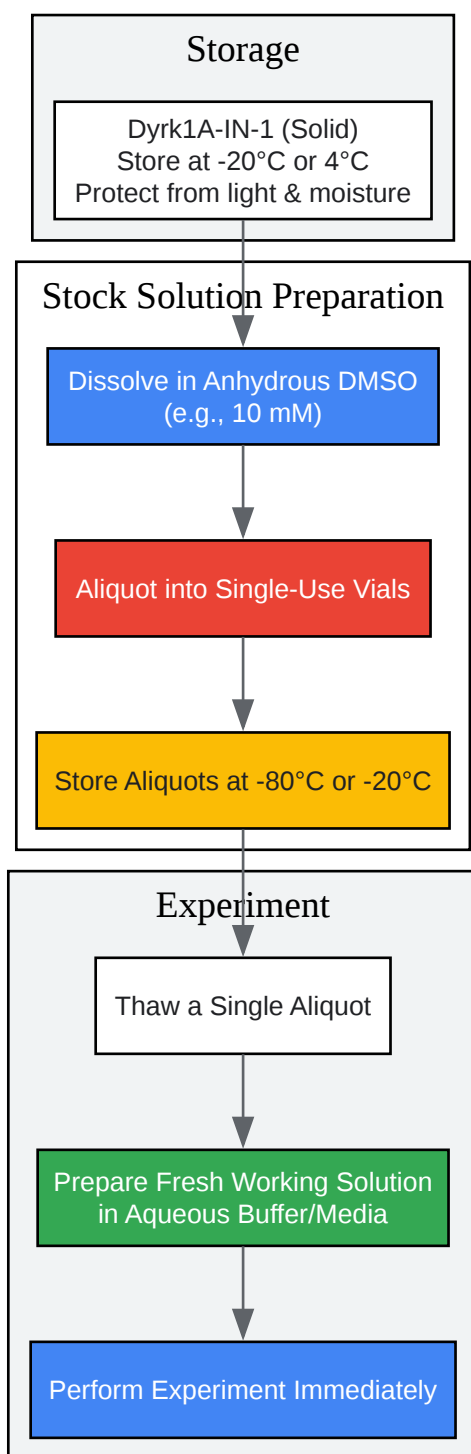 Storage
Dyrk1A-IN-1 (Solid)
Store at -20°C or 4°C
Protect from light & moisture
Stock Solution Preparation
Dissolve in Anhydrous DMSO
(e.g., 10 mM)
Aliquot into Single-Use Vials
Store Aliquots at -80°C or -20°C
Experiment
Thaw a Single Aliquot
Prepare Fresh Working Solution
in Aqueous Buffer/Media
Perform Experiment Immediately